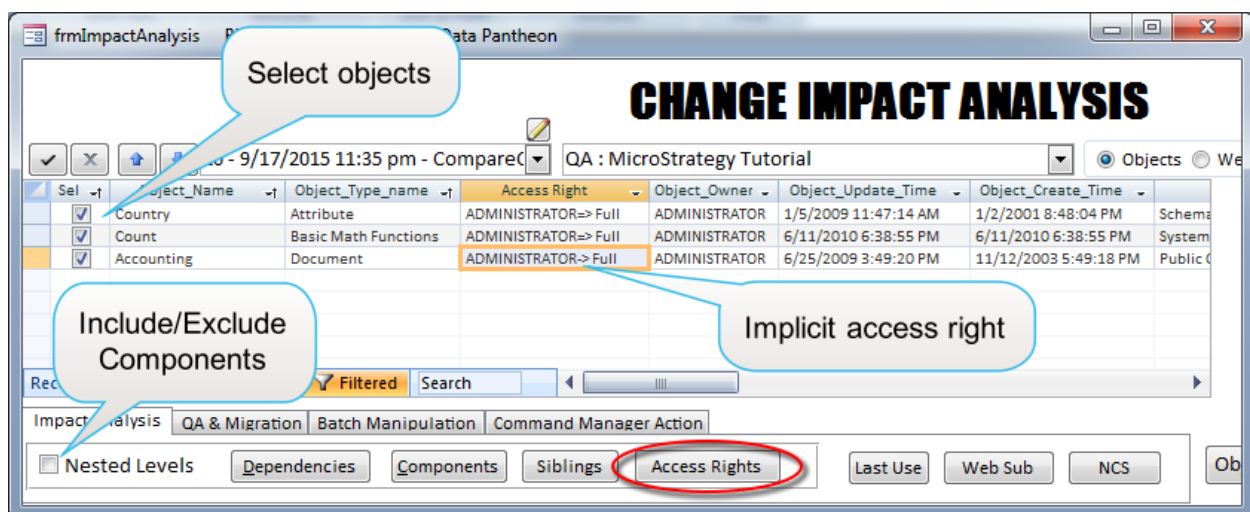 frmImpactAnalysis
ata Pantheon
Select objects
CHANGE IMPACT ANALYSIS
- 9/17/2015 11:35 pm - Compare
QA : MicroStrategy Tutorial
Objects
We
Sel Object_Name Object_Type_name Access Right Object_Owner Object_Update_Time Object_Create_Time
Country Attribute ADMINISTRATOR=> Full ADMINISTRATOR 1/5/2009 11:47:14 AM 1/2/2001 8:48:04 PM Schema
Count Basic Math Functions ADMINISTRATOR=> Full ADMINISTRATOR 6/11/2010 6:38:55 PM 6/11/2010 6:38:55 PM System
Accounting Document ADMINISTRATOR-> Full ADMINISTRATOR 6/25/2009 3:49:20 PM 11/12/2003 5:49:18 PM Public
Include/Exclude
Components
Implicit access right
Rec
Filtered Search
Impact Analysis QA & Migration Batch Manipulation Command Manager Action
Nested Levels Dependencies Components Siblings Access Rights Last Use Web Sub NCS Ob